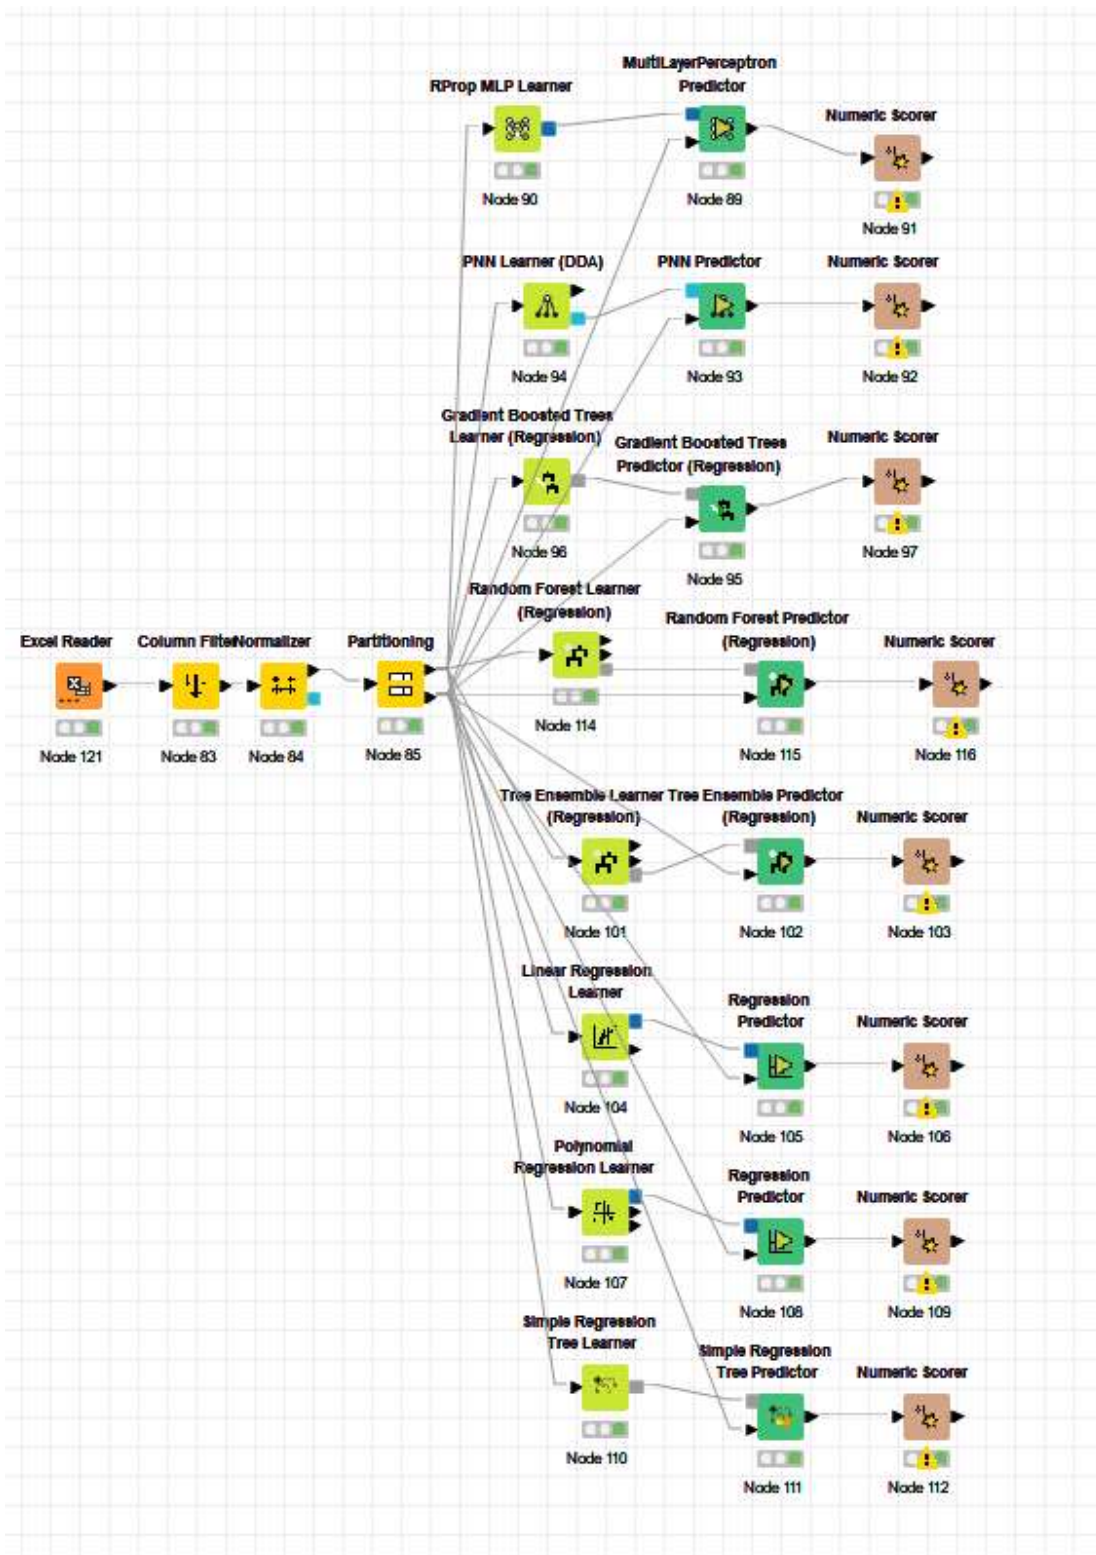 MultiLayerPerceptron
Predictor
RProp MLP Learner
Numeric Scorer
Node 90
Node 89
Node 91
PNN Learner (DDA)
PNN Predictor
Numeric Scorer
Node 94
Node 93
Node 92
Gradient Boosted Trees
Learner (Regression)
Gradient Boosted Trees
Predictor (Regression)
Numeric Scorer
Node 96
Node 95
Node 97
Random Forest Learner
(Regression)
Random Forest Predictor
(Regression)
Numeric Scorer
Excel Reader
Column Filter
Normalizer
Partitioning
Node 121
Node 83
Node 84
Node 85
Node 114
Node 115
Node 116
Tree Ensemble Learner
(Regression)
Tree Ensemble Predictor
(Regression)
Numeric Scorer
Node 101
Node 102
Node 103
Linear Regression
Learner
Regression
Predictor
Numeric Scorer
Node 104
Node 105
Node 106
Polynomial
Regression Learner
Regression
Predictor
Numeric Scorer
Node 107
Node 108
Node 109
Simple Regression
Tree Learner
Simple Regression
Tree Predictor
Numeric Scorer
Node 110
Node 111
Node 112